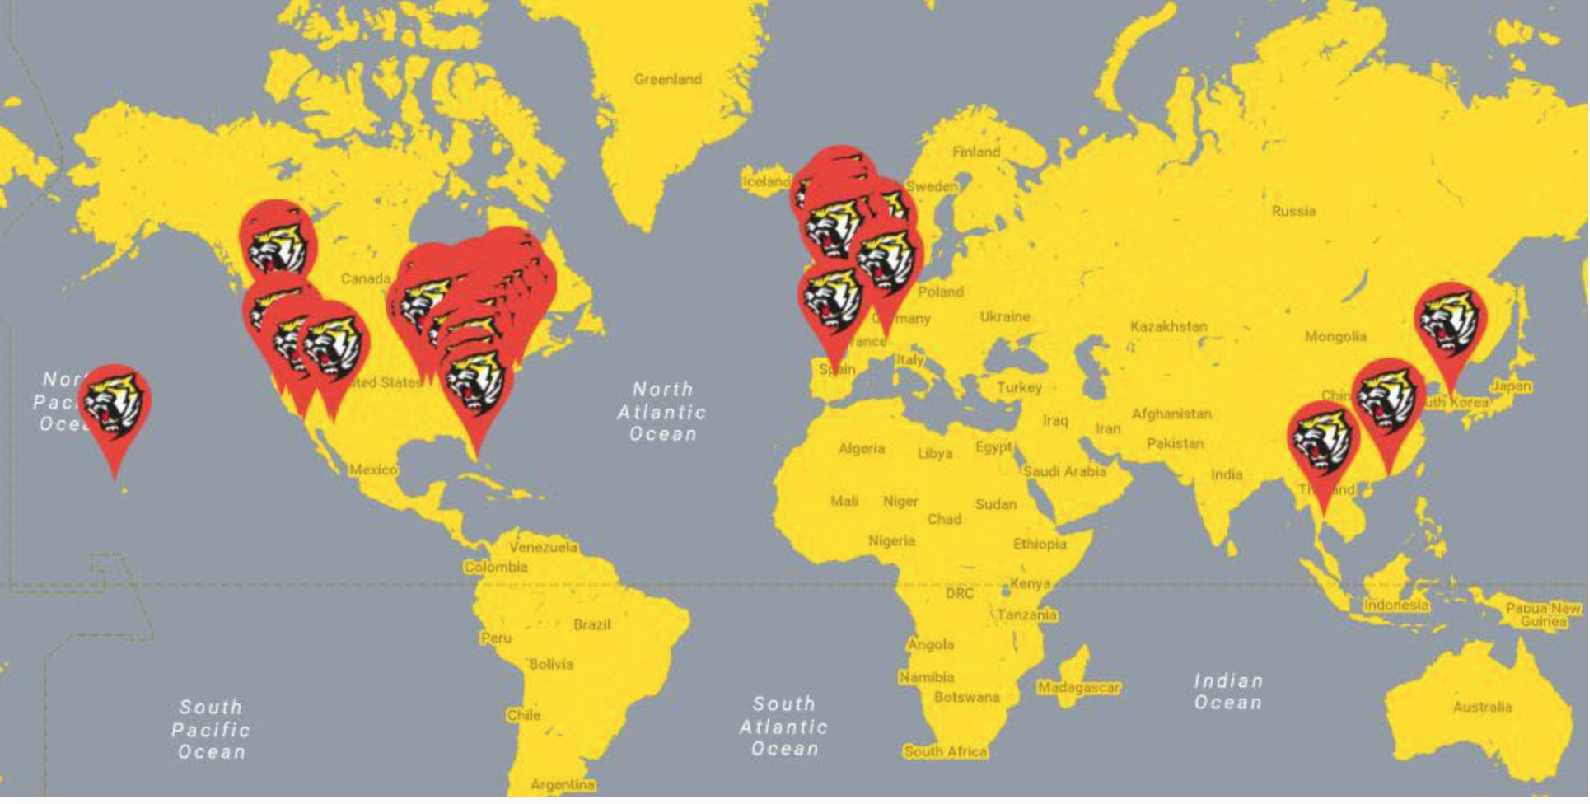 Greenland
Finland
Iceland
Sweden
Russia
Canada
Poland
Ukraine
Kazakhstan
Mongolia
Italy
Spain
United States
Turkey
Japan
North
Atlantic
Ocean
Iraq
Iran
Afghanistan
Pakistan
Algeria
Libya
Egypt
Saudi Arabia
India
Mexico
Mali
Niger
Chad
Sudan
Nigeria
Ethiopia
Venezuela
Colombia
DRC
Kenya
Tanzania
Indonesia
Papua New
Guinea
Peru
Brazil
Bolivia
Angola
Namibia
Botswana
Madagascar
Chile
South Africa
Argentina
Australia
South
Pacific
Ocean
South
Atlantic
Ocean
Indian
Ocean